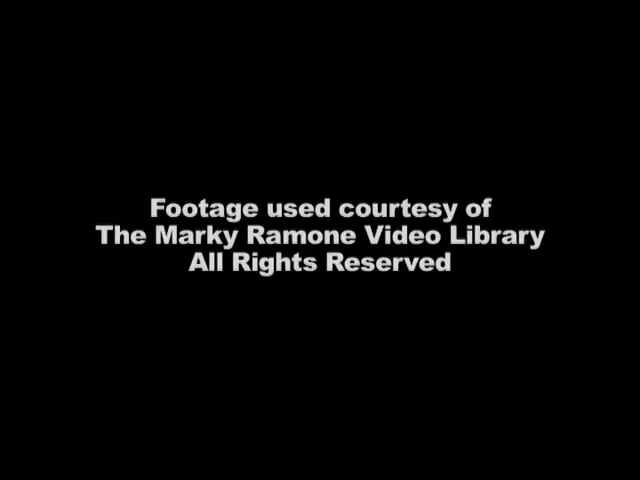 Footage used courtesy of
The Marky Ramone Video Library
All Rights Reserved